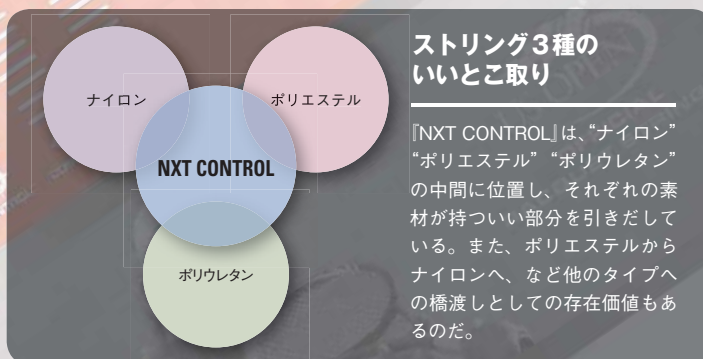 ナイロン
ポリエステル
NXT CONTROL
ポリウレタン
ストリング3種の
いいとこ取り
『NXT CONTROL』は、“ナイロン”
“ポリエステル”“ポリウレタン”
の中間に位置し、それぞれの素
材が持ついい部分を引きだして
いる。また、ポリエステルから
ナイロンへ、など他のタイプへ
の橋渡しとしての存在価値もあ
るのだ。